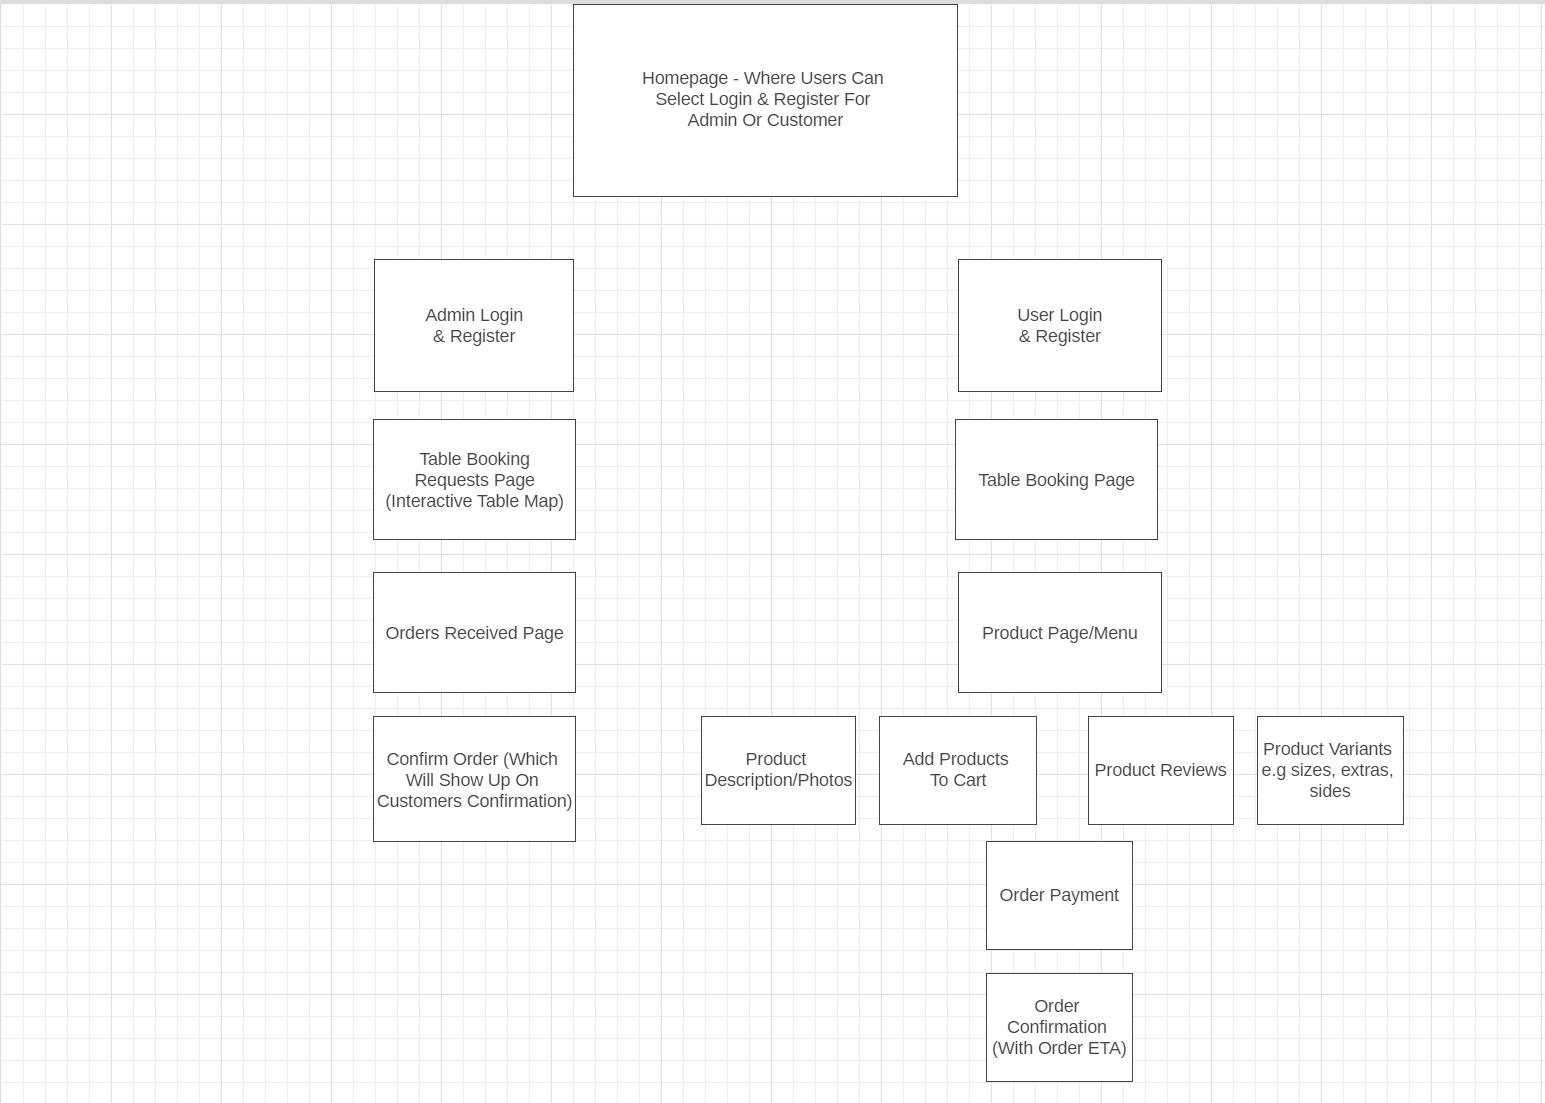 Homepage - Where Users Can
Select Login & Register For
Admin Or Customer
Admin Login
& Register
User Login
& Register
Table Booking
Requests Page
(Interactive Table Map)
Table Booking Page
Orders Received Page
Product Page/Menu
Confirm Order (Which
Will Show Up On
Customers Confirmation)
Product
Description/Photos
Add Products
To Cart
Product Reviews
Product Variants
e.g sizes, extras,
sides
Order Payment
Order
Confirmation
(With Order ETA)